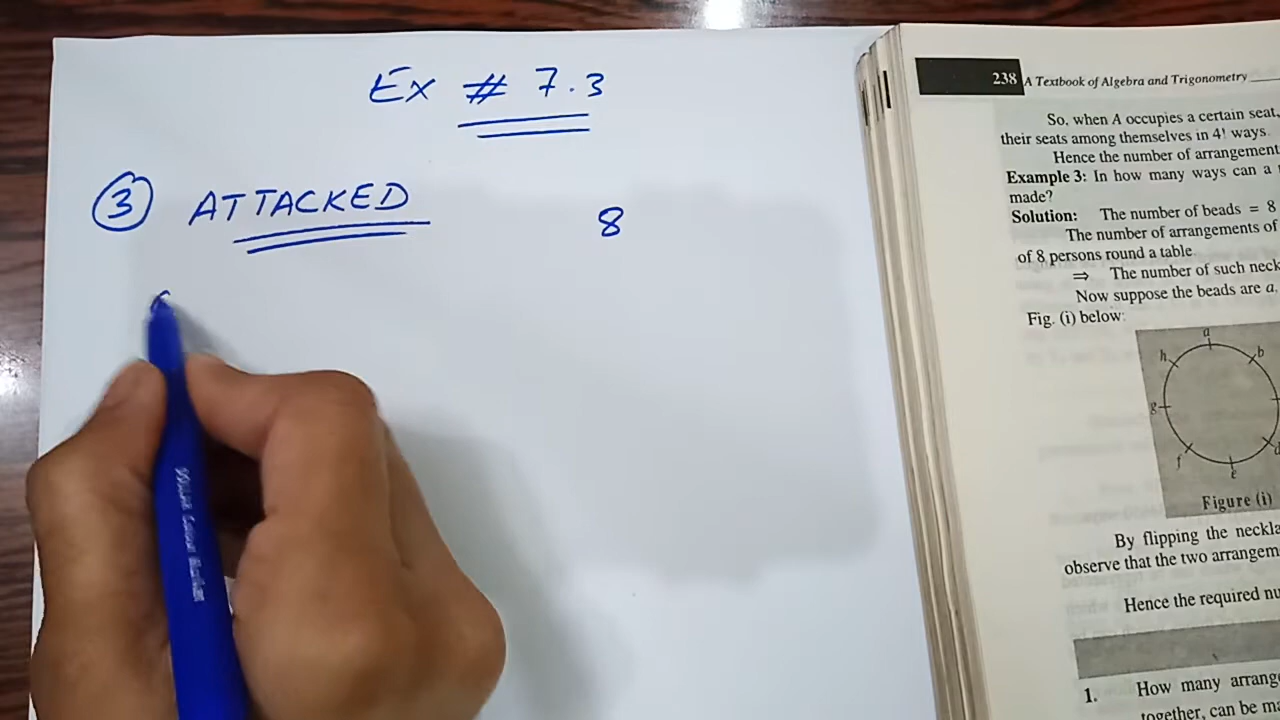 Ex # 7.3
③ ATTACKED
8
238 A Textbook of Algebra and Trigonometry
So, when A occupies a certain seat,
their seats among themselves in 4! ways.
Hence the number of arrangement
Example 3: In how many ways can a
made?
Solution: The number of beads = 8
The number of arrangements of
of 8 persons round a table.
⇒ The number of such neck
Now suppose the beads are a,
Fig. (i) below:
a
h
b
g
d
f
e
Figure (i)
By flipping the neckla
observe that the two arrangem
Hence the required nu
1. How many arrange
together, can be ma